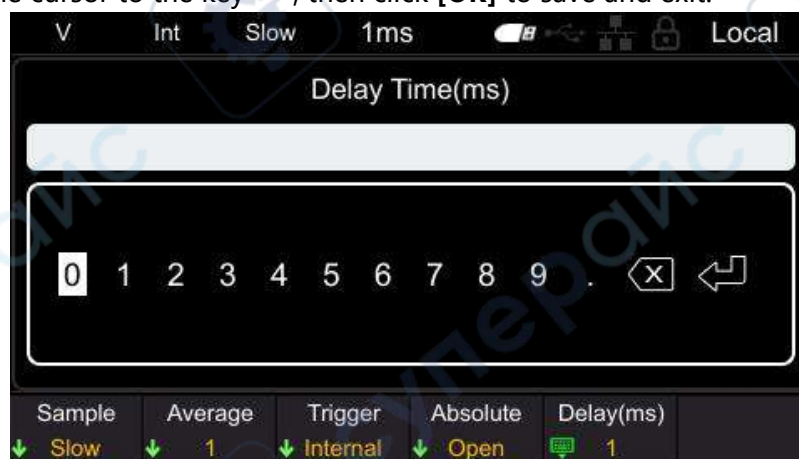 e cursor to the key , then click [OK] to save and exit.
V Int Slow 1ms Local
Delay Time(ms)
0 1 2 3 4 5 6 7 8 9 .
Sample Average Trigger Absolute Delay(ms)
Slow 1 Internal Open 1